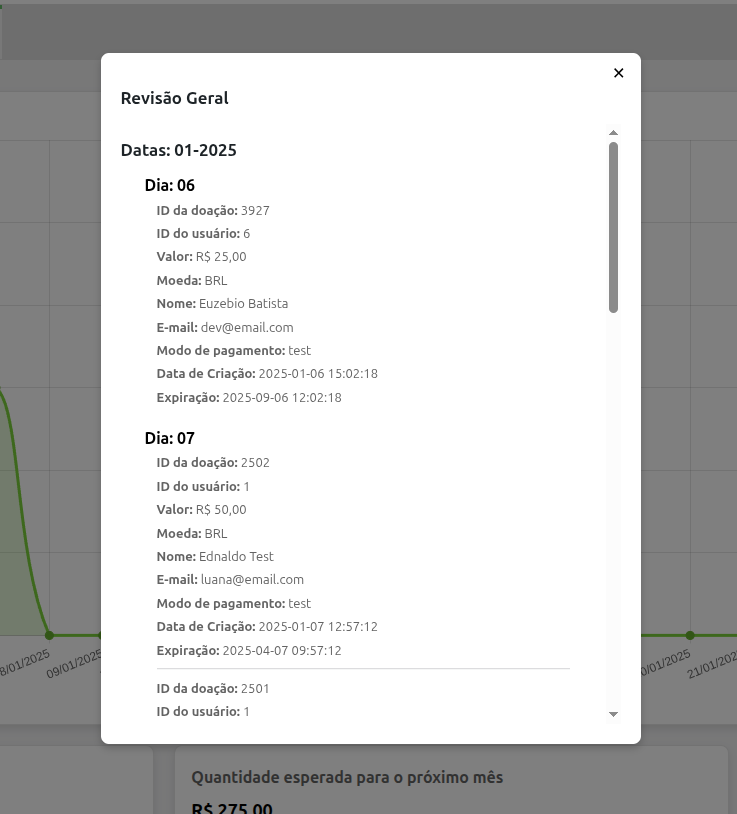 ×
Revisão Geral
Datas: 01-2025
Dia: 06
ID da doação: 3927
ID do usuário: 6
Valor: R$ 25,00
Moeda: BRL
Nome: Euzebio Batista
E-mail: dev@email.com
Modo de pagamento: test
Data de Criação: 2025-01-06 15:02:18
Expiração: 2025-09-06 12:02:18
Dia: 07
ID da doação: 2502
ID do usuário: 1
Valor: R$ 50,00
Moeda: BRL
Nome: Ednaldo Test
E-mail: luana@email.com
Modo de pagamento: test
Data de Criação: 2025-01-07 12:57:12
Expiração: 2025-04-07 09:57:12
ID da doação: 2501
ID do usuário: 1
8/01/2025
09/01/2025
0/01/2025
21/01/202
Quantidade esperada para o próximo mês
R$ 275,00